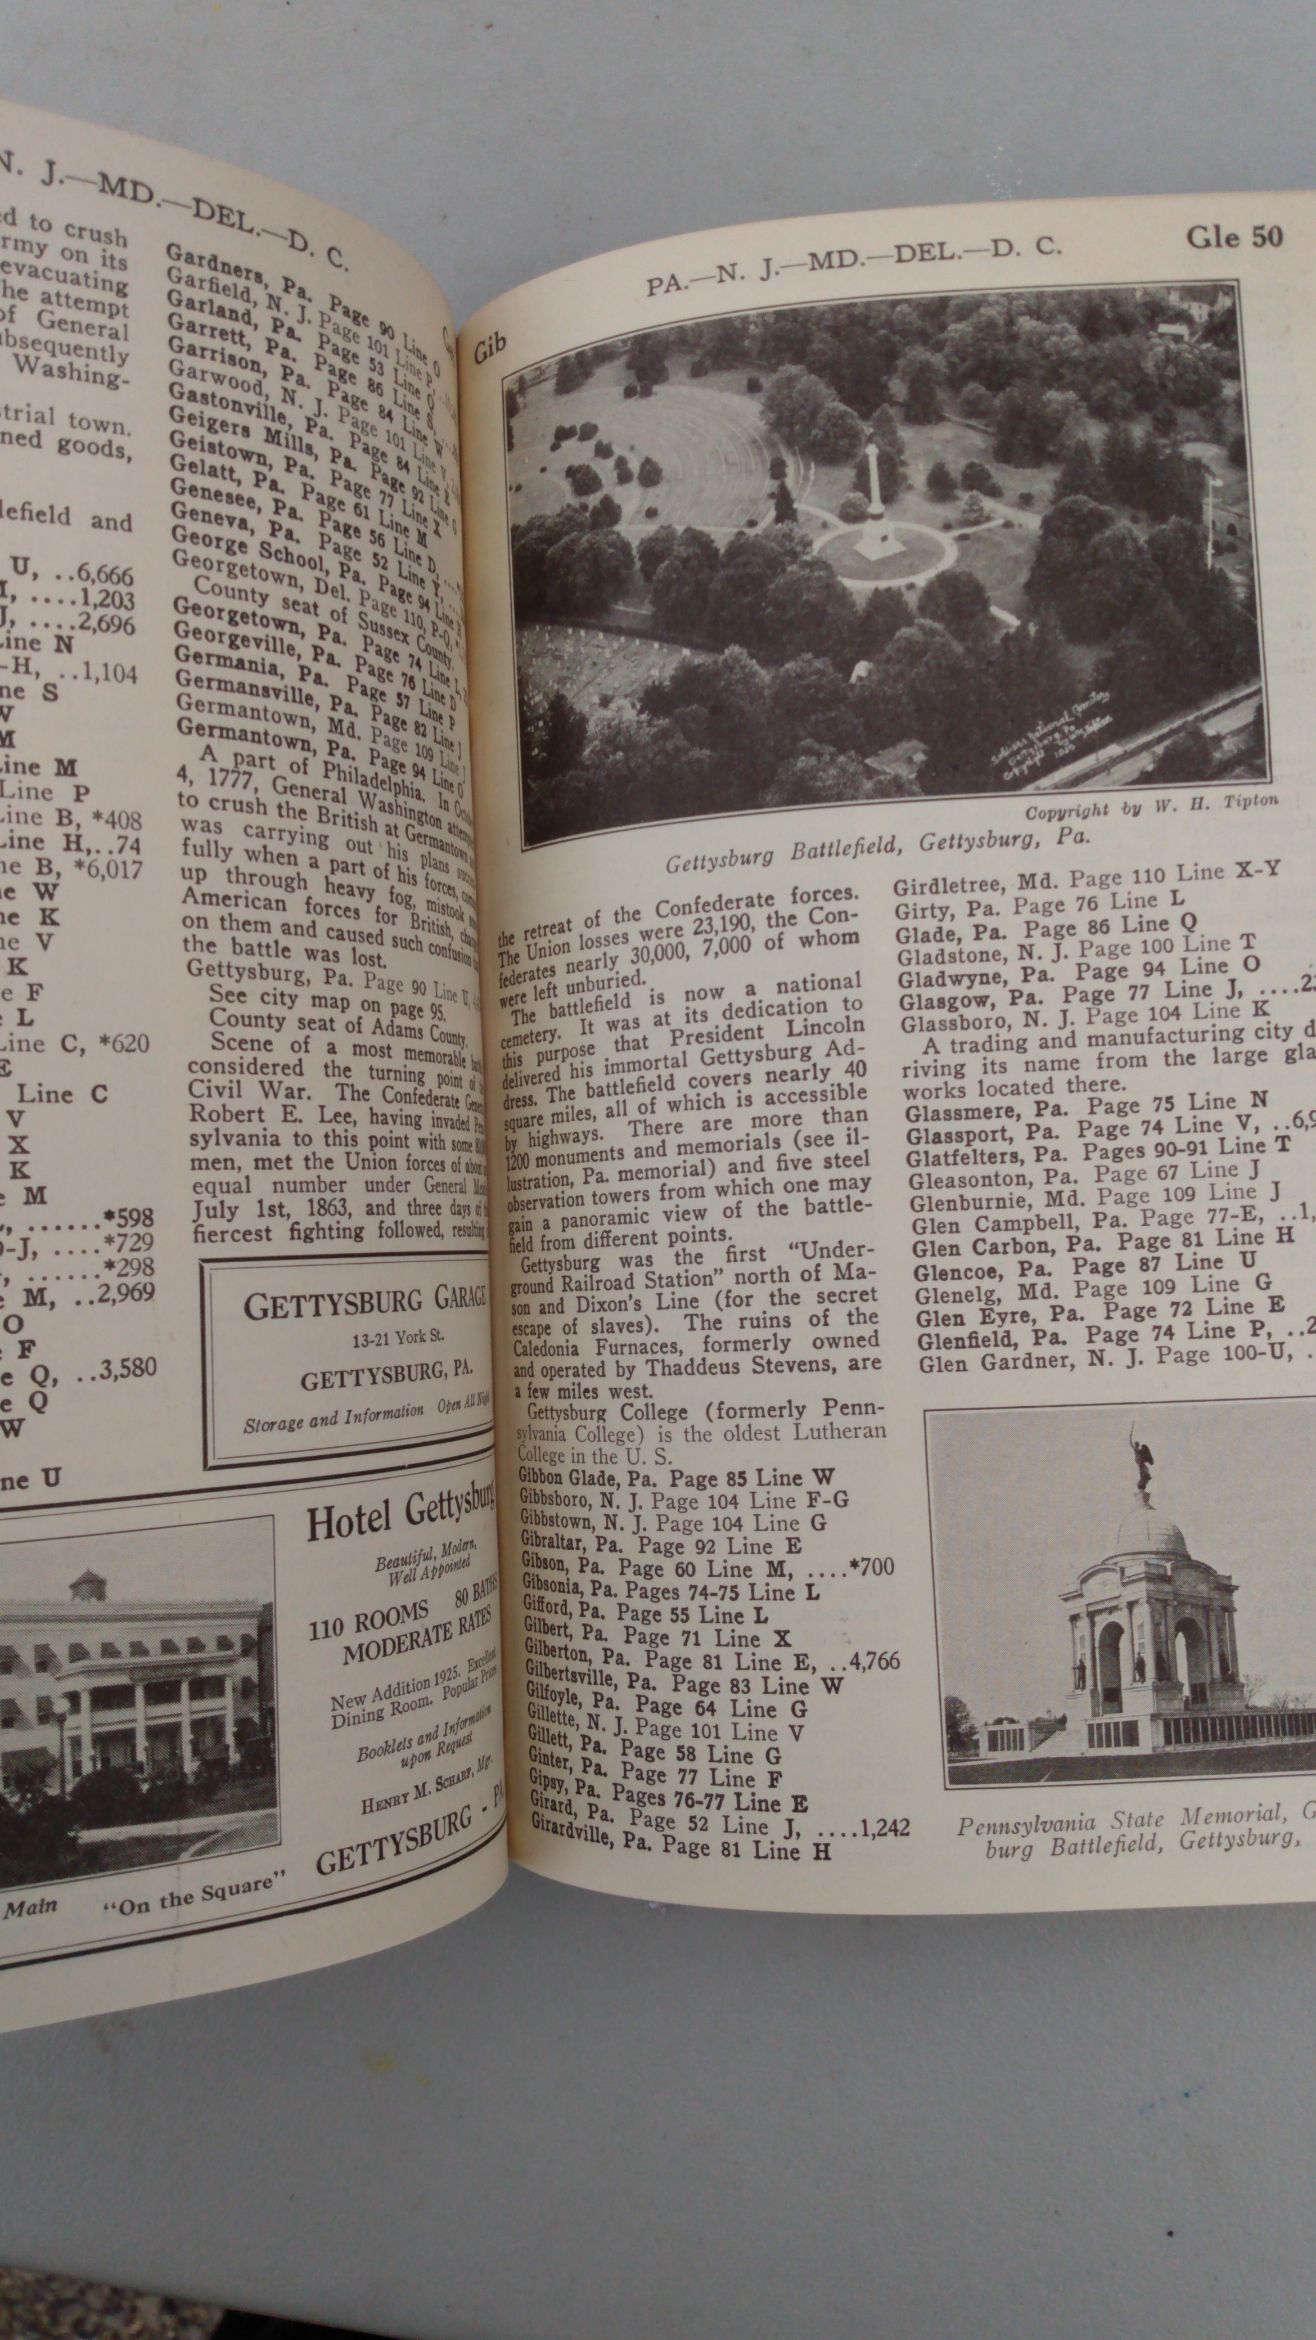 N. J.—MD.—DEL.—D. C.
ed to crush
rmy on its
evacuating
he attempt
of General
ubsequently
Washing-
strial town.
ned goods,
lefield and
U, ..6,666
....1,203
J, ....2,696
Line N
-H, ..1,104
ne S
M
Line M
Line P
Line B, *408
Line H,..74
ne B, *6,017
ne W
ne K
ne V
K
e F
L
Line C, *620
E
Line C
V
X
K
e M
......*598
-J, ....*729
......*298
e M, ..2,969
O
F
e Q, ..3,580
e Q
W
ne U
Gardners, Pa. Page 90 Line O
Garfield, N. J. Page 101 Line P,
Garland, Pa. Page 53 Line Q
Garrett, Pa. Page 86 Line S,
Garrison, Pa. Page 84 Line W
Garwood, N. J. Page 101 Line V,
Gastonville, Pa. Page 84 Line
Geigers Mills, Pa. Page 92 Line G
Geistown, Pa. Page 77 Line X
Gelatt, Pa. Page 61 Line M
Genesee, Pa. Page 56 Line D,
Geneva, Pa. Page 52 Line Y,
George School, Pa. Page 94 Line
Georgetown, Del. Page 110, P-Q,
County seat of Sussex County.
Georgetown, Pa. Page 74 Line L,
Georgeville, Pa. Page 76 Line D
Germania, Pa. Page 57 Line P
Germansville, Pa. Page 82 Line J
Germantown, Md. Page 109 Line J
Germantown, Pa. Page 94 Line O
A part of Philadelphia. In
4, 1777, General Washington
to crush the British at Germantown
was carrying out his plans
fully when a part of his forces,
up through heavy fog, mistook
American forces for British,
on them and caused such confusion
the battle was lost.
Gettysburg, Pa. Page 90 Line U,
See city map on page 95.
County seat of Adams County.
Scene of a most memorable
considered the turning point of
Civil War. The Confederate
Robert E. Lee, having invaded
sylvania to this point with some
men, met the Union forces of
equal number under General
July 1st, 1863, and three days of
fiercest fighting followed,
GETTYSBURG GARAGE
13-21 York St.
GETTYSBURG, PA.
Storage and Information Open All Night
Hotel Gettysburg
Beautiful, Modern,
Well Appointed
110 ROOMS 80 BATHS
MODERATE RATES
New Addition 1925. Excellent
Dining Room. Popular Prices
Booklets and Information
upon Request
HENRY M. SCHARF, Mgr.
GETTYSBURG - PA.
Main "On the Square"
Gib PA.—N. J.—MD.—DEL.—D. C. Gle 50
Soldiers National Cemetery
Gettysburg Pa
Copyright by Tipton
Copyright by W. H. Tipton
Gettysburg Battlefield, Gettysburg, Pa.
the retreat of the Confederate forces.
The Union losses were 23,190, the Con-
federates nearly 30,000, 7,000 of whom
were left unburied.
The battlefield is now a national
cemetery. It was at its dedication to
this purpose that President Lincoln
delivered his immortal Gettysburg Ad-
dress. The battlefield covers nearly 40
square miles, all of which is accessible
by highways. There are more than
1200 monuments and memorials (see il-
lustration, Pa. memorial) and five steel
observation towers from which one may
gain a panoramic view of the battle-
field from different points.
Gettysburg was the first "Under-
ground Railroad Station" north of Ma-
son and Dixon's Line (for the secret
escape of slaves). The ruins of the
Caledonia Furnaces, formerly owned
and operated by Thaddeus Stevens, are
a few miles west.
Gettysburg College (formerly Penn-
sylvania College) is the oldest Lutheran
College in the U. S.
Gibbon Glade, Pa. Page 85 Line W
Gibbsboro, N. J. Page 104 Line F-G
Gibbstown, N. J. Page 104 Line G
Gibraltar, Pa. Page 92 Line E
Gibson, Pa. Page 60 Line M, ....*700
Gibsonia, Pa. Pages 74-75 Line L
Gifford, Pa. Page 55 Line L
Gilbert, Pa. Page 71 Line X
Gilberton, Pa. Page 81 Line E, ..4,766
Gilbertsville, Pa. Page 83 Line W
Gilfoyle, Pa. Page 64 Line G
Gillette, N. J. Page 101 Line V
Gillett, Pa. Page 58 Line G
Ginter, Pa. Page 77 Line F
Gipsy, Pa. Pages 76-77 Line E
Girard, Pa. Page 52 Line J, ....1,242
Girardville, Pa. Page 81 Line H
Girdletree, Md. Page 110 Line X-Y
Girty, Pa. Page 76 Line L
Glade, Pa. Page 86 Line Q
Gladstone, N. J. Page 100 Line T
Gladwyne, Pa. Page 94 Line O
Glasgow, Pa. Page 77 Line J, ....
Glassboro, N. J. Page 104 Line K
A trading and manufacturing city d
riving its name from the large gla
works located there.
Glassmere, Pa. Page 75 Line N
Glassport, Pa. Page 74 Line V, ..6,9
Glatfelters, Pa. Pages 90-91 Line T
Gleasonton, Pa. Page 67 Line J
Glenburnie, Md. Page 109 Line J
Glen Campbell, Pa. Page 77-E, ..1,
Glen Carbon, Pa. Page 81 Line H
Glencoe, Pa. Page 87 Line U
Glenelg, Md. Page 109 Line G
Glen Eyre, Pa. Page 72 Line E
Glenfield, Pa. Page 74 Line P, ..2
Glen Gardner, N. J. Page 100-U, .
Pennsylvania State Memorial, G
burg Battlefield, Gettysburg,